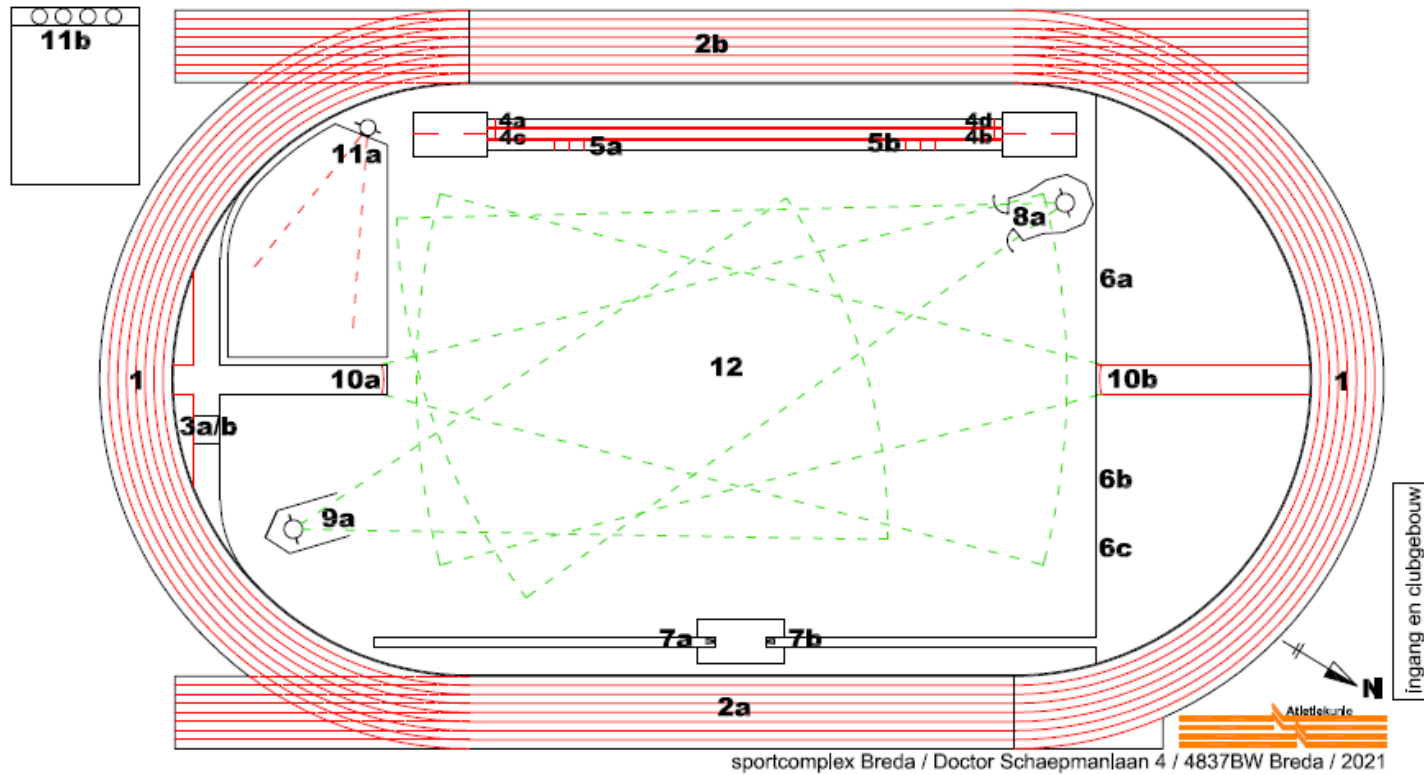 11b
2b
4a
4d
4c
4b
5a
5b
11a
8a
6a
12
1
10a
10b
1
3a/b
6b
9a
6c
7a
7b
ingang en clubgebouw
N
2a
Atletiekunie
sportcomplex Breda / Doctor Schaepmanlaan 4 / 4837BW Breda / 2021